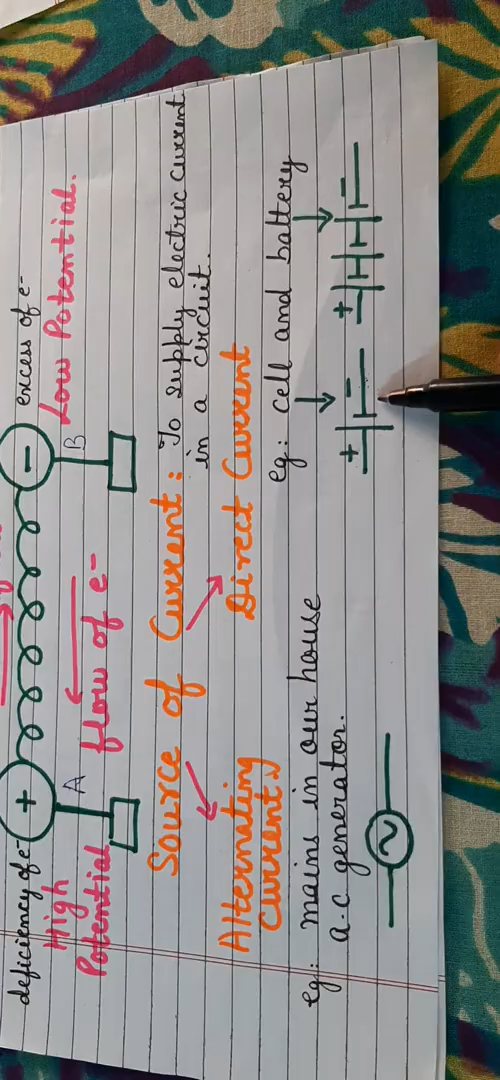 deficiency of e-
+
-
excess of e-
High
Potential
A
flow of e-
B
Low Potential.
Source of Current: To supply electric current
in a circuit.
Alternating
Current
Direct Current
eg: mains in our house
a.c generator.
eg: cell and battery
~
+
+